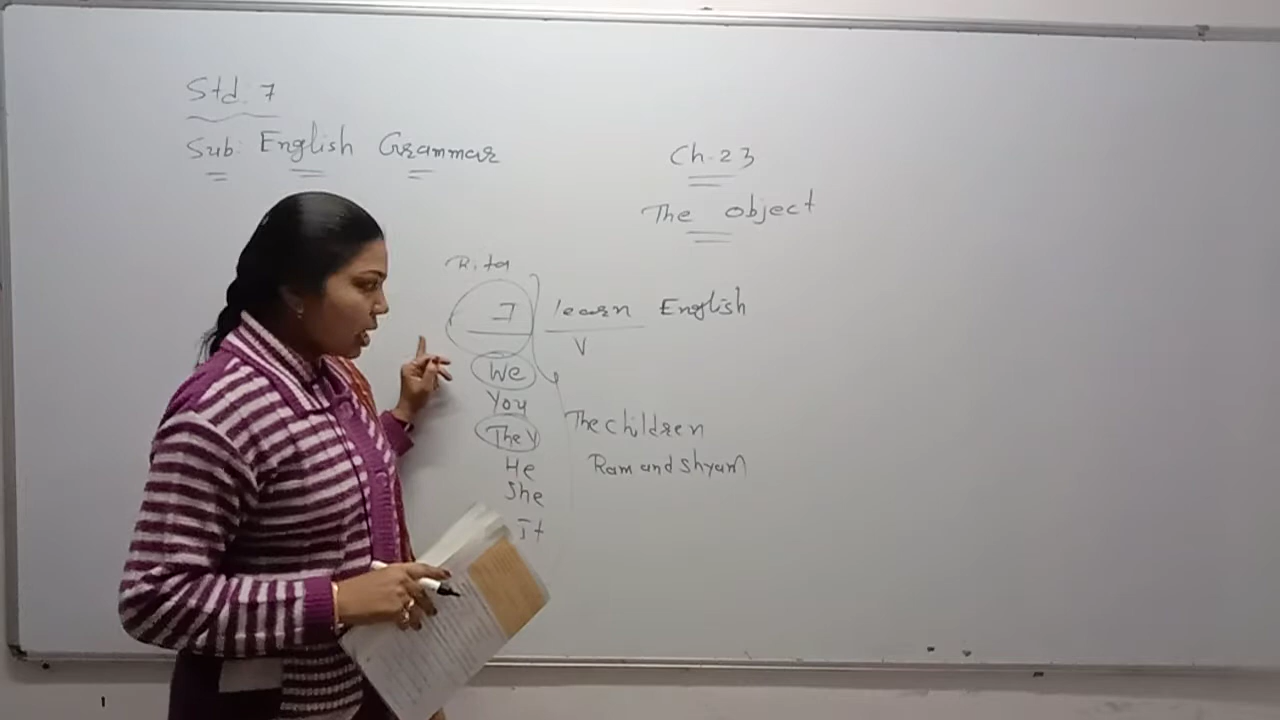 Std. 7
Sub: English Grammar
Ch-23
The object
Rita
I learn English
V
We
You
They
The children
He
Ram and Shyam
She
It